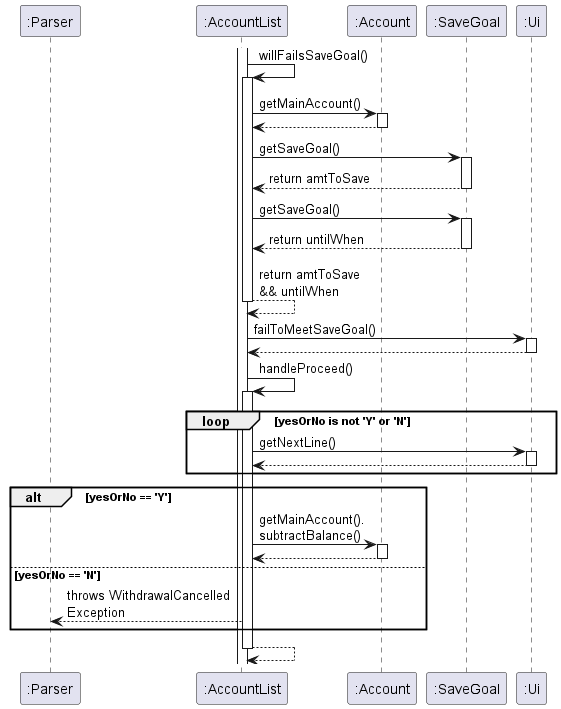 :Parser
:AccountList
:Account
:SaveGoal
:Ui
willFailsSaveGoal()
getMainAccount()
getSaveGoal()
return amtToSave
getSaveGoal()
return untilWhen
return amtToSave
&& untilWhen
failToMeetSaveGoal()
handleProceed()
loop [yesOrNo is not 'Y' or 'N']
getNextLine()
alt [yesOrNo == 'Y']
getMainAccount().
subtractBalance()
[yesOrNo == 'N']
throws WithdrawalCancelled
Exception
:Parser
:AccountList
:Account
:SaveGoal
:Ui